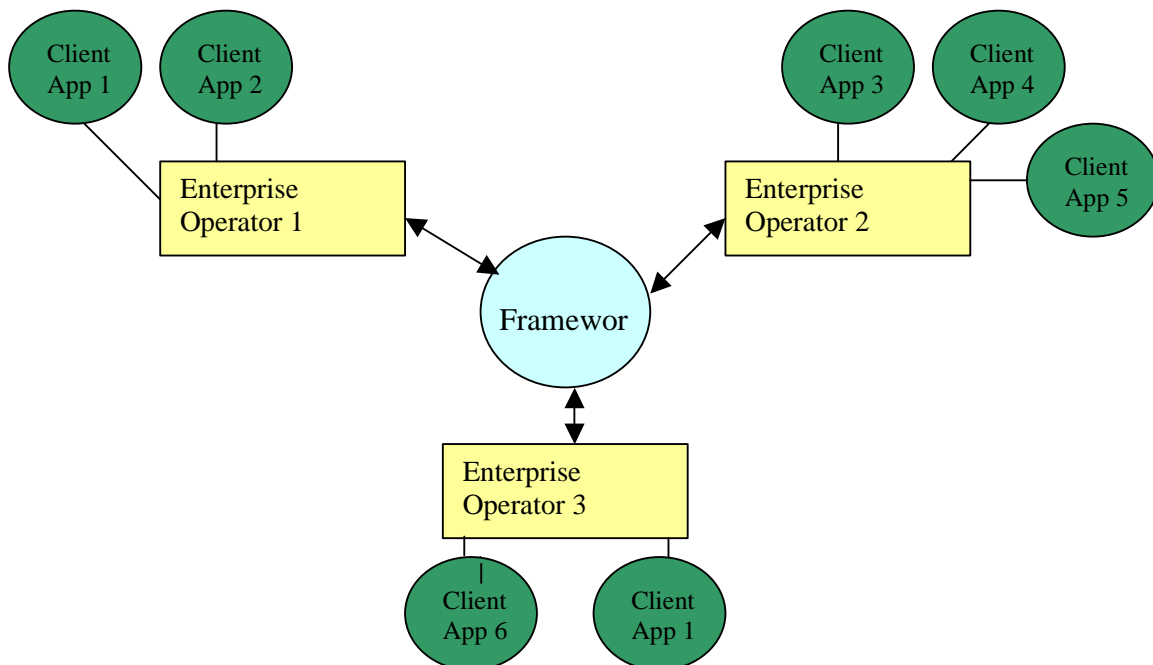 Client
App 1
Client
App 2
Client
App 3
Client
App 4
Client
App 5
Enterprise
Operator 1
Enterprise
Operator 2
Framewor
Enterprise
Operator 3
Client
App 6
Client
App 1